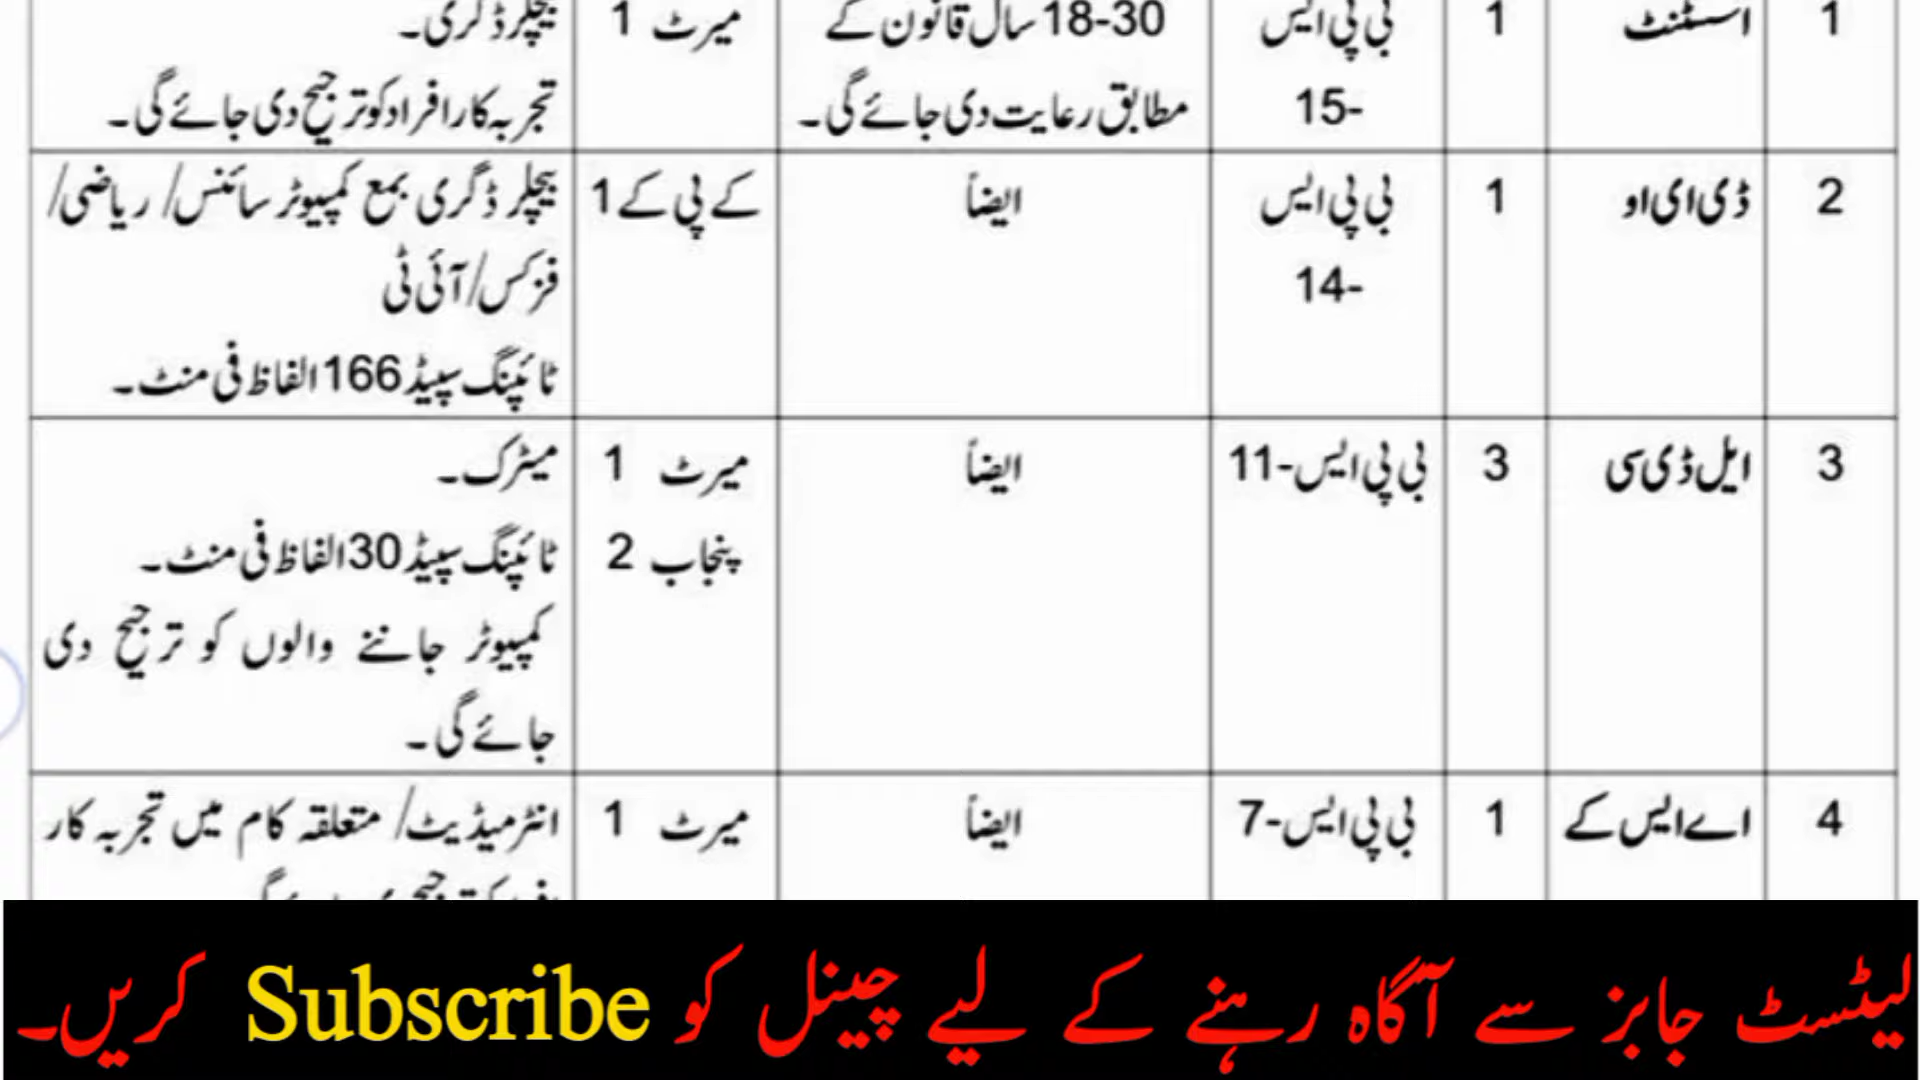 1 اسسٹنٹ 1 بی پی ایس 18-30 سال قانون کے میرٹ 1 بیچلر ڈگری۔
-15 مطابق رعایت دی جائے گی۔ تجربہ کار افراد کو ترجیح دی جائے گی۔
2 ڈی ای او 1 بی پی ایس ایضاً کے پی کے 1 بیچلر ڈگری بمع کمپیوٹر سائنس/ ریاضی/
-14 فزکس/آئی ٹی
ٹائپنگ سپیڈ 166 الفاظ فی منٹ۔
3 ایل ڈی سی 3 بی پی ایس-11 ایضاً میرٹ 1 میٹرک۔
پنجاب 2 ٹائپنگ سپیڈ 30 الفاظ فی منٹ۔
کمپیوٹر جاننے والوں کو ترجیح دی
جائے گی۔
4 اے ایس کے 1 بی پی ایس-7 ایضاً میرٹ 1 انٹرمیڈیٹ/ متعلقہ کام میں تجربہ کار
لیٹسٹ جابز سے آگاہ رہنے کے لیے چینل کو Subscribe کریں۔